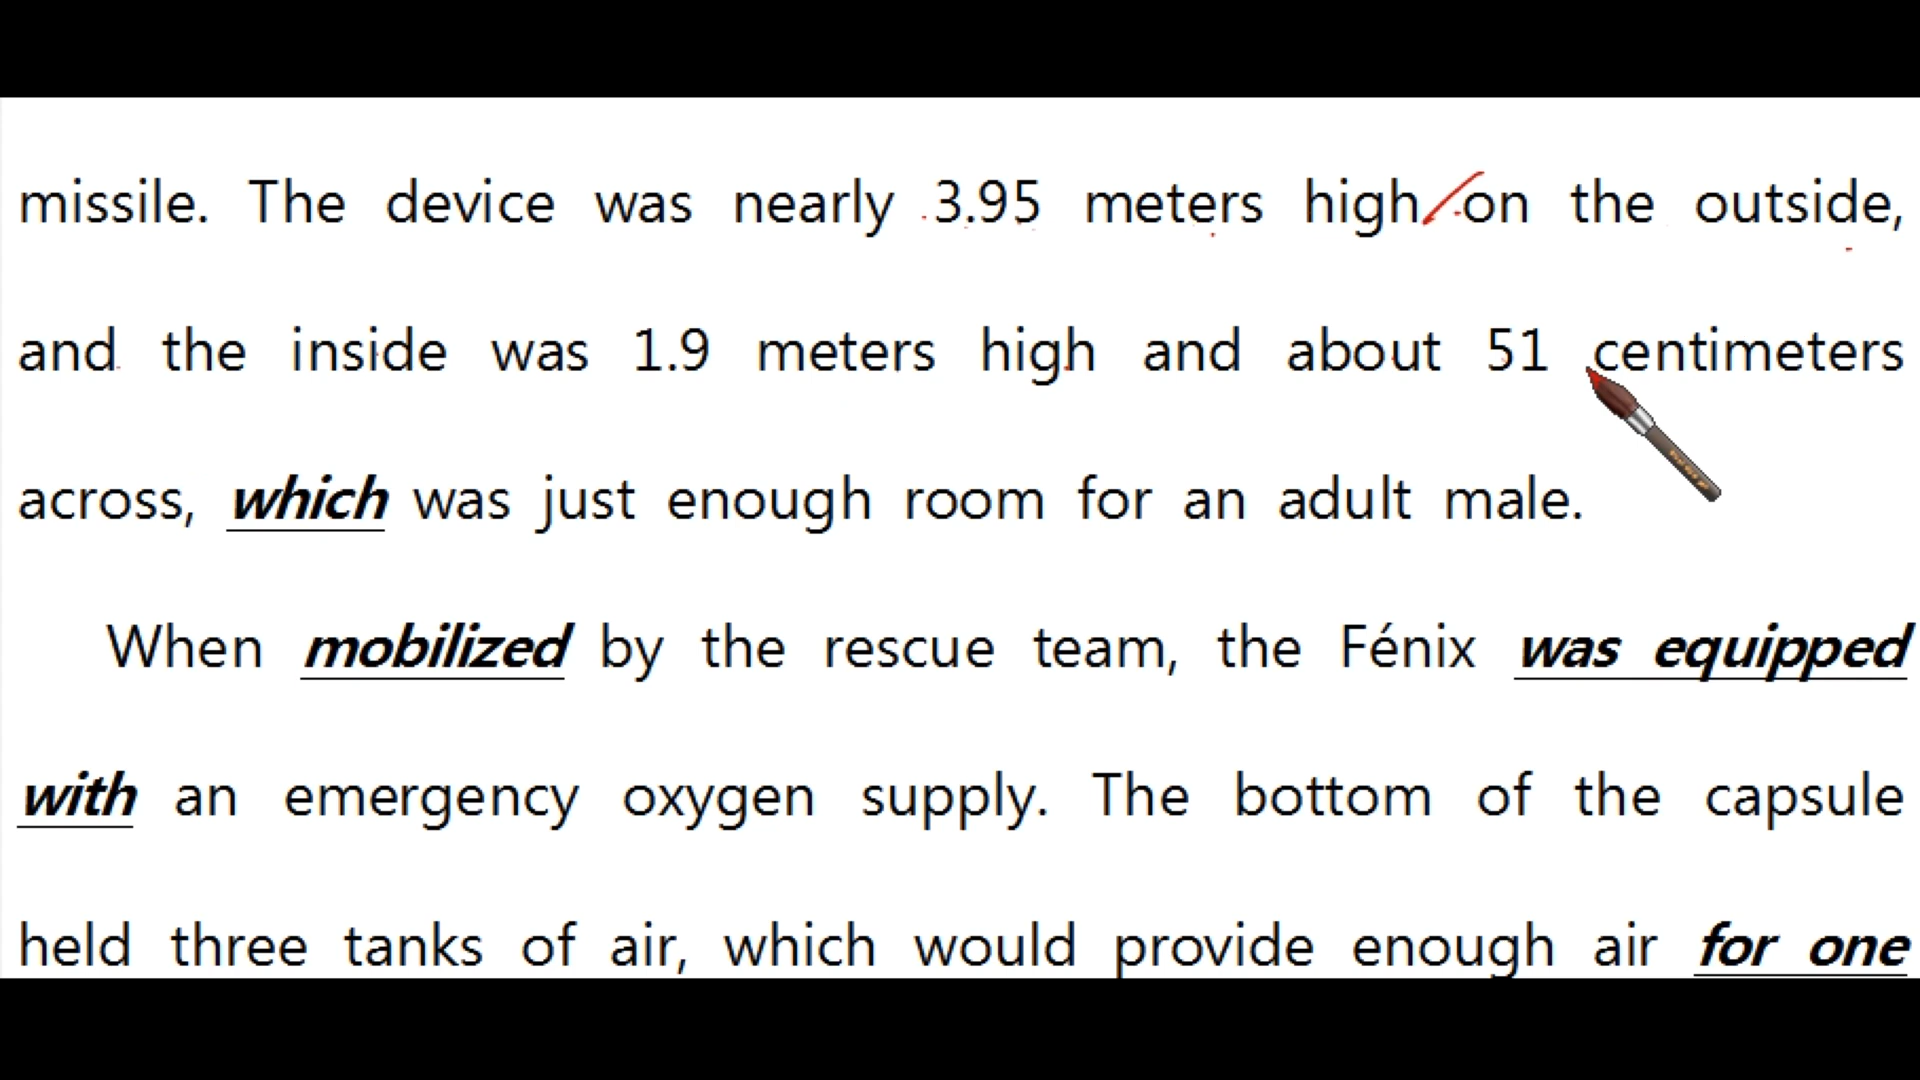 missile. The device was nearly 3.95 meters high on the outside,
and the inside was 1.9 meters high and about 51 centimeters
across, which was just enough room for an adult male.
When mobilized by the rescue team, the Fénix was equipped
with an emergency oxygen supply. The bottom of the capsule
held three tanks of air, which would provide enough air for one